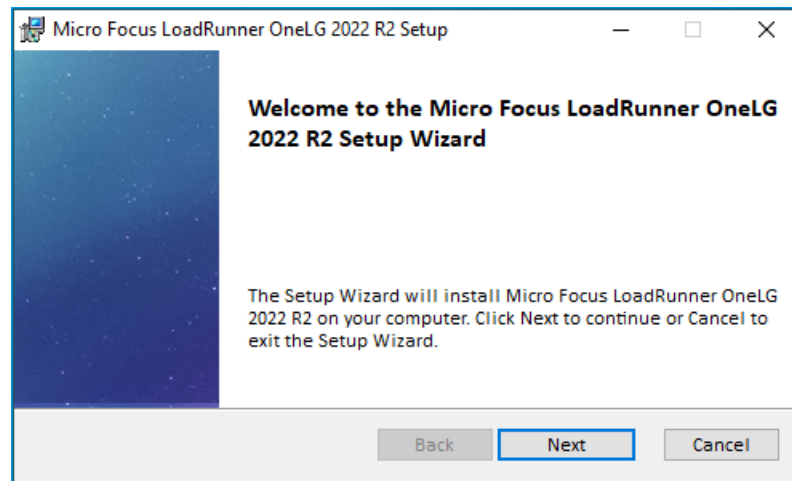 Micro Focus LoadRunner OneLG 2022 R2 Setup
Welcome to the Micro Focus LoadRunner OneLG
2022 R2 Setup Wizard
The Setup Wizard will install Micro Focus LoadRunner OneLG
2022 R2 on your computer. Click Next to continue or Cancel to
exit the Setup Wizard.
Back Next Cancel